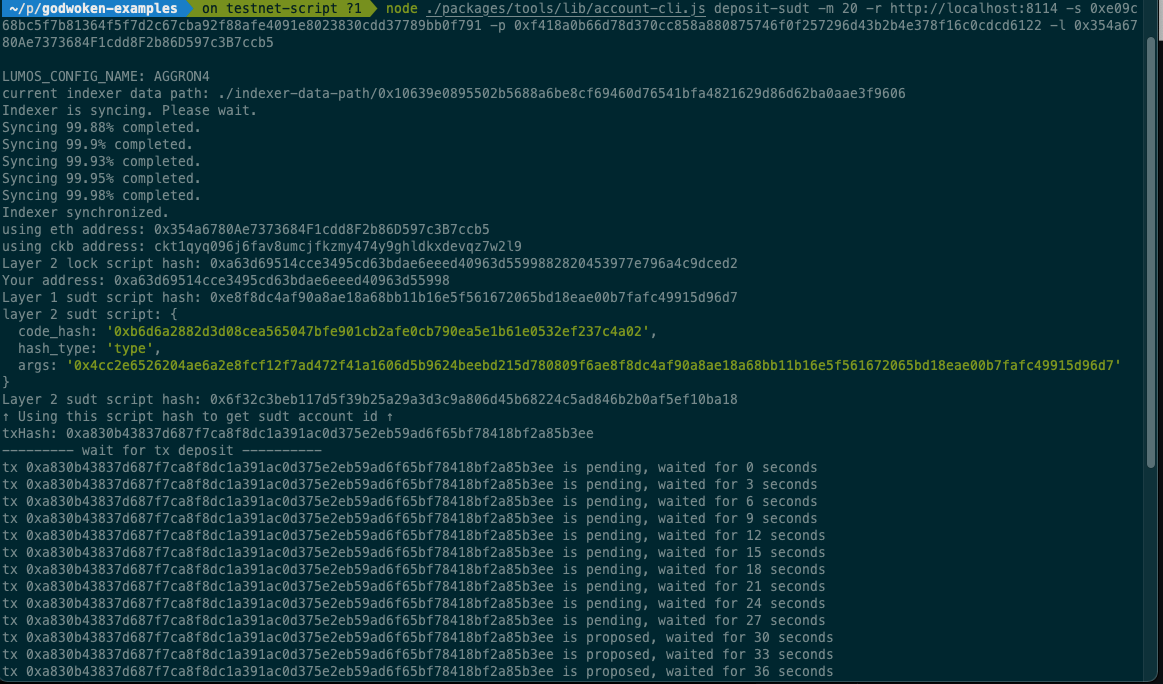 ~/p/godwoken-examples on testnet-script ?1 node ./packages/tools/lib/account-cli.js deposit-sudt -m 20 -r http://localhost:8114 -s 0xe09c
68bc5f7b81364f5f7d2c67cba92f88afe4091e8023830cdd37789bb0f791 -p 0xf418a0b66d78d370cc858a880875746f0f257296d43b2b4e378f16c0cdcd6122 -l 0x354a67
80Ae7373684F1cdd8F2b86D597c3B7ccb5
LUMOS_CONFIG_NAME: AGGRON4
current indexer data path: ./indexer-data-path/0x10639e0895502b5688a6be8cf69460d76541bfa4821629d86d62ba0aae3f9606
Indexer is syncing. Please wait.
Syncing 99.88% completed.
Syncing 99.9% completed.
Syncing 99.93% completed.
Syncing 99.95% completed.
Syncing 99.98% completed.
Indexer synchronized.
using eth address: 0x354a6780Ae7373684F1cdd8F2b86D597c3B7ccb5
using ckb address: ckt1qyq096j6fav8umcjfkzmy474y9ghldkxdevqz7w2l9
Layer 2 lock script hash: 0xa63d69514cce3495cd63bdae6eeed40963d5599882820453977e796a4c9dced2
Your address: 0xa63d69514cce3495cd63bdae6eeed40963d55998
Layer 1 sudt script hash: 0xe8f8dc4af90a8ae18a68bb11b16e5f561672065bd18eae00b7fafc49915d96d7
layer 2 sudt script: {
  code_hash: '0xb6d6a2882d3d08cea565047bfe901cb2afe0cb790ea5e1b61e0532ef237c4a02',
  hash_type: 'type',
  args: '0x4cc2e6526204ae6a2e8fcf12f7ad472f41a1606d5b9624beebd215d780809f6ae8f8dc4af90a8ae18a68bb11b16e5f561672065bd18eae00b7fafc49915d96d7'
}
Layer 2 sudt script hash: 0x6f32c3beb117d5f39b25a29a3d3c9a806d45b68224c5ad846b2b0af5ef10ba18
↑ Using this script hash to get sudt account id ↑
txHash: 0xa830b43837d687f7ca8f8dc1a391ac0d375e2eb59ad6f65bf78418bf2a85b3ee
--------- wait for tx deposit ----------
tx 0xa830b43837d687f7ca8f8dc1a391ac0d375e2eb59ad6f65bf78418bf2a85b3ee is pending, waited for 0 seconds
tx 0xa830b43837d687f7ca8f8dc1a391ac0d375e2eb59ad6f65bf78418bf2a85b3ee is pending, waited for 3 seconds
tx 0xa830b43837d687f7ca8f8dc1a391ac0d375e2eb59ad6f65bf78418bf2a85b3ee is pending, waited for 6 seconds
tx 0xa830b43837d687f7ca8f8dc1a391ac0d375e2eb59ad6f65bf78418bf2a85b3ee is pending, waited for 9 seconds
tx 0xa830b43837d687f7ca8f8dc1a391ac0d375e2eb59ad6f65bf78418bf2a85b3ee is pending, waited for 12 seconds
tx 0xa830b43837d687f7ca8f8dc1a391ac0d375e2eb59ad6f65bf78418bf2a85b3ee is pending, waited for 15 seconds
tx 0xa830b43837d687f7ca8f8dc1a391ac0d375e2eb59ad6f65bf78418bf2a85b3ee is pending, waited for 18 seconds
tx 0xa830b43837d687f7ca8f8dc1a391ac0d375e2eb59ad6f65bf78418bf2a85b3ee is pending, waited for 21 seconds
tx 0xa830b43837d687f7ca8f8dc1a391ac0d375e2eb59ad6f65bf78418bf2a85b3ee is pending, waited for 24 seconds
tx 0xa830b43837d687f7ca8f8dc1a391ac0d375e2eb59ad6f65bf78418bf2a85b3ee is pending, waited for 27 seconds
tx 0xa830b43837d687f7ca8f8dc1a391ac0d375e2eb59ad6f65bf78418bf2a85b3ee is proposed, waited for 30 seconds
tx 0xa830b43837d687f7ca8f8dc1a391ac0d375e2eb59ad6f65bf78418bf2a85b3ee is proposed, waited for 33 seconds
tx 0xa830b43837d687f7ca8f8dc1a391ac0d375e2eb59ad6f65bf78418bf2a85b3ee is proposed, waited for 36 seconds